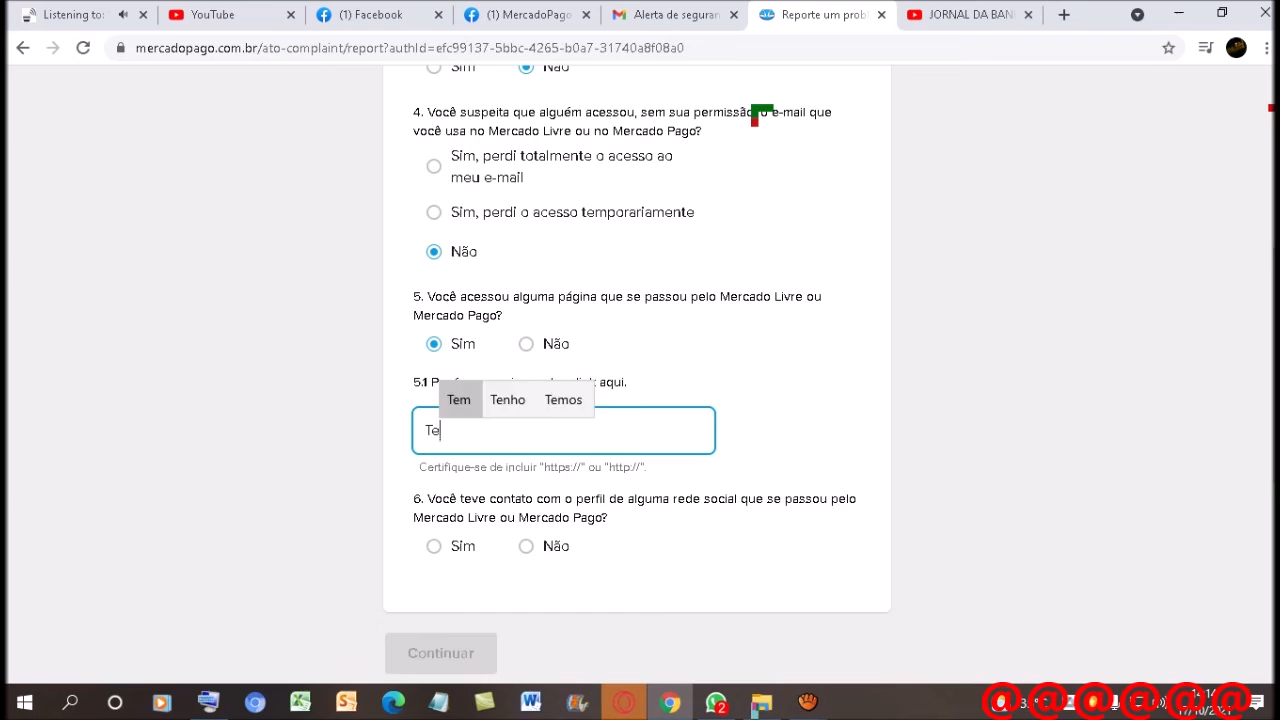 Listening to:
YouTube
(1) Facebook
(1) MercadoPago
Alerta de seguran
Reporte um prob
JORNAL DA BAN
mercadopago.com.br/ato-complaint/report?authId=efc99137-5bbc-4265-b0a7-31740a8f08a0
Sim
Não
4. Você suspeita que alguém acessou, sem sua permissão, o e-mail que
você usa no Mercado Livre ou no Mercado Pago?
Sim, perdi totalmente o acesso ao
meu e-mail
Sim, perdi o acesso temporariamente
Não
5. Você acessou alguma página que se passou pelo Mercado Livre ou
Mercado Pago?
Sim
Não
5.1 aqui.
Tem
Tenho
Temos
Te
Certifique-se de incluir "https://" ou "http://".
6. Você teve contato com o perfil de alguma rede social que se passou pelo
Mercado Livre ou Mercado Pago?
Sim
Não
Continuar
2
@@@@@@